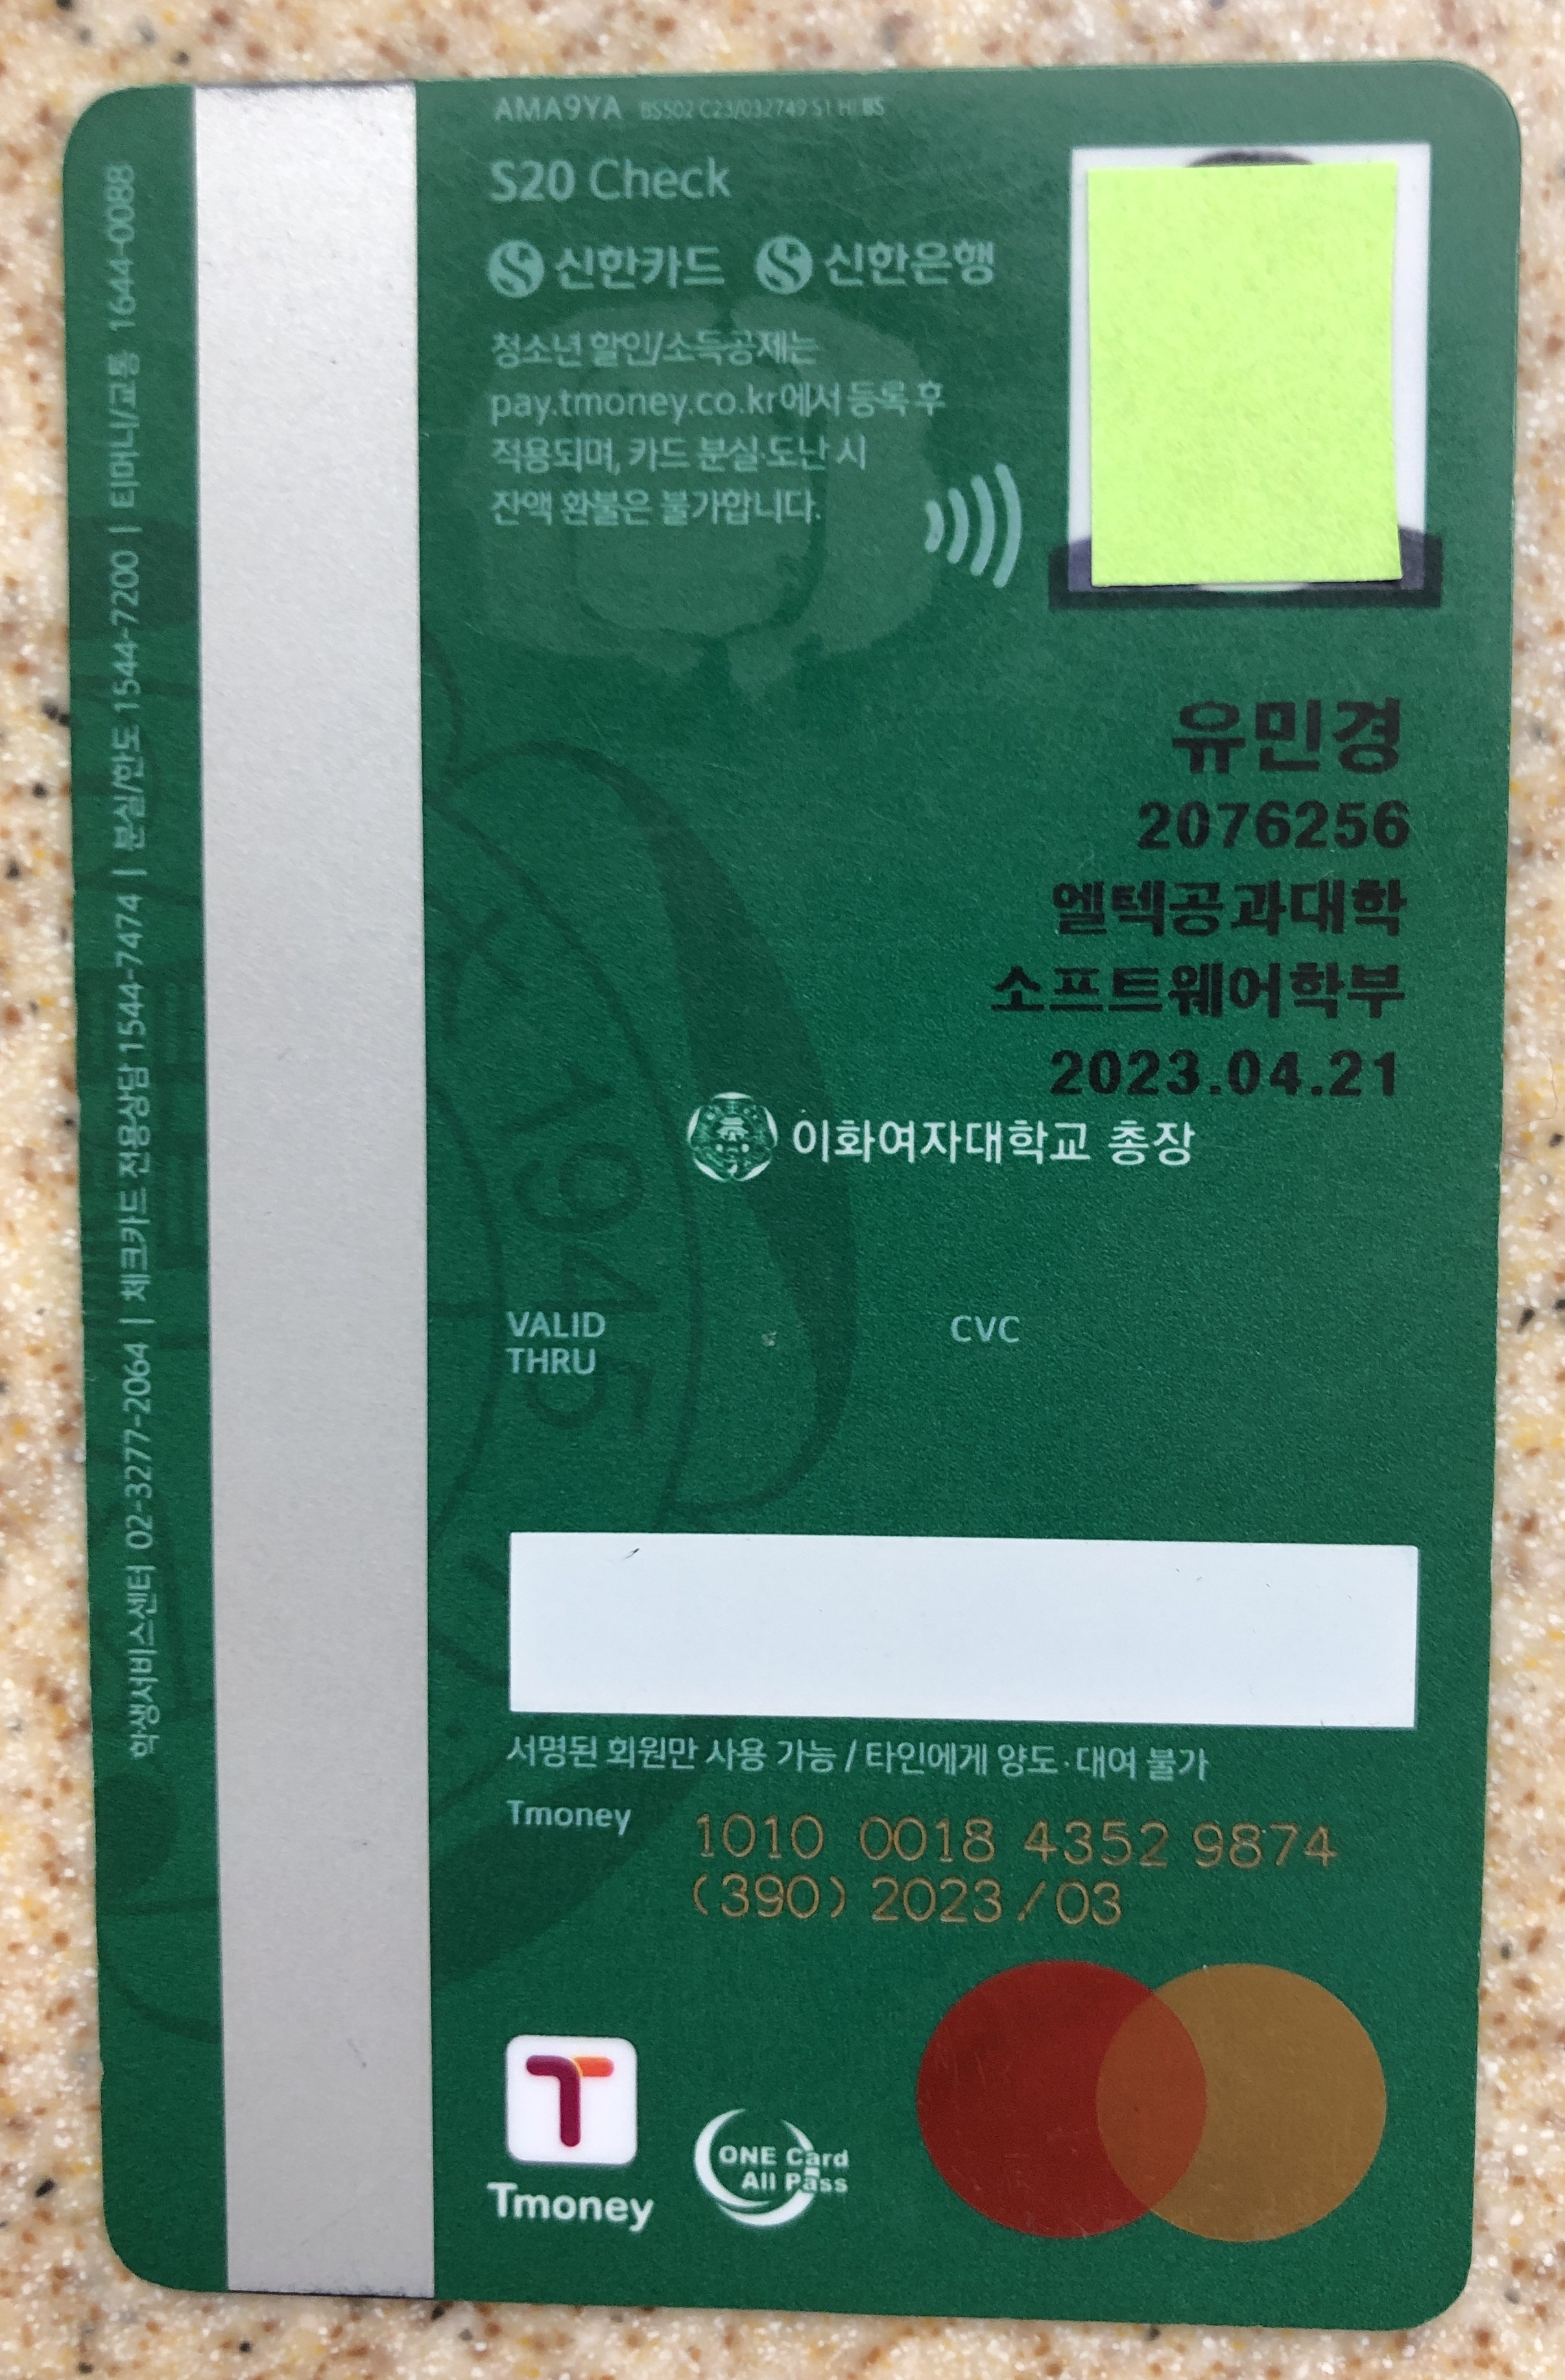 AMA9YA BS502 C23/032749 S1 HI BS
S20 Check
신한카드 신한은행
청소년 할인/소득공제는
pay.tmoney.co.kr에서 등록 후
적용되며, 카드 분실·도난 시
잔액 환불은 불가합니다.
유민경
2076256
엘텍공과대학
소프트웨어학부
2023.04.21
이화여자대학교 총장
1945
VALID
THRU
CVC
서명된 회원만 사용 가능 / 타인에게 양도·대여 불가
Tmoney 1010 0018 4352 9874
(390) 2023/03
Tmoney
ONE Card
All Pass
학생서비스센터 02-3277-2064 | 체크카드 전용상담 1544-7474 | 분실/한도 1544-7200 | 티머니/교통 1644-0088